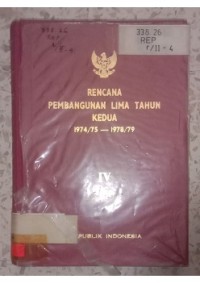 338.26
REP
r/II-4
RENCANA
PEMBANGUNAN LIMA TAHUN
KEDUA
1974/75 — 1978/79
IV
PUBLIK INDONESIA